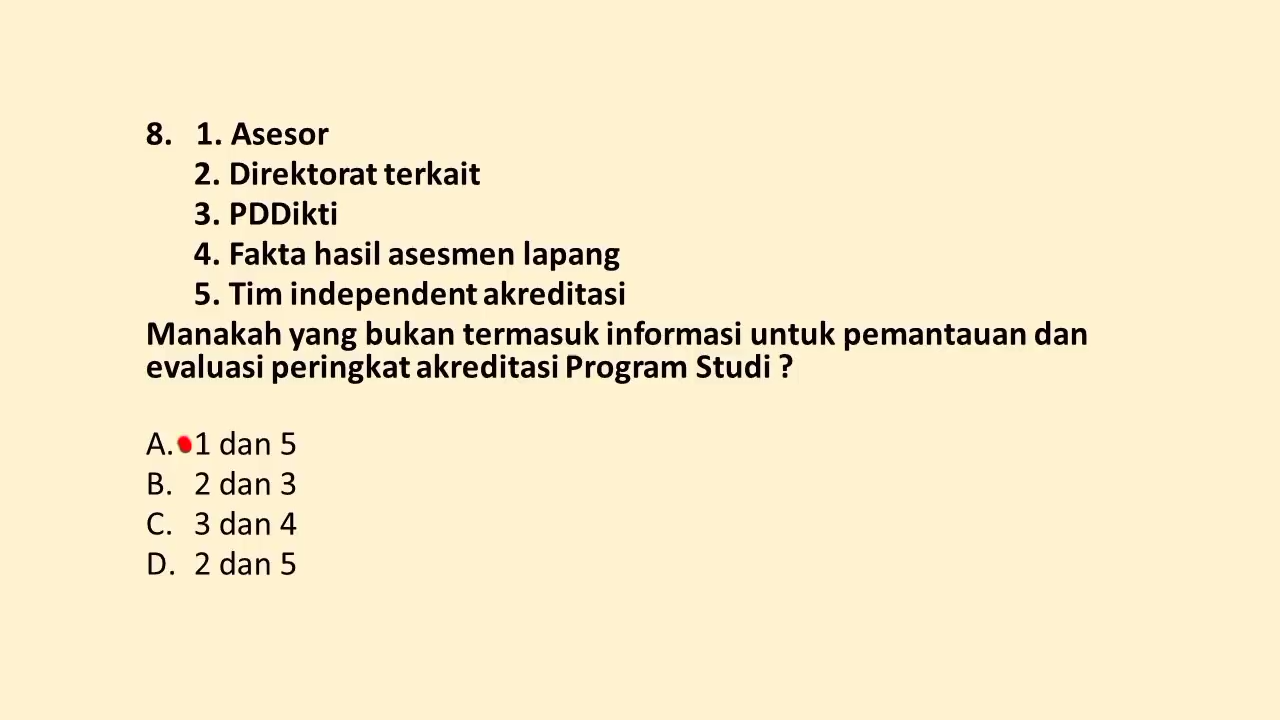 8. 1. Asesor
2. Direktorat terkait
3. PDDikti
4. Fakta hasil asesmen lapang
5. Tim independent akreditasi
Manakah yang bukan termasuk informasi untuk pemantauan dan
evaluasi peringkat akreditasi Program Studi ?
A. 1 dan 5
B. 2 dan 3
C. 3 dan 4
D. 2 dan 5